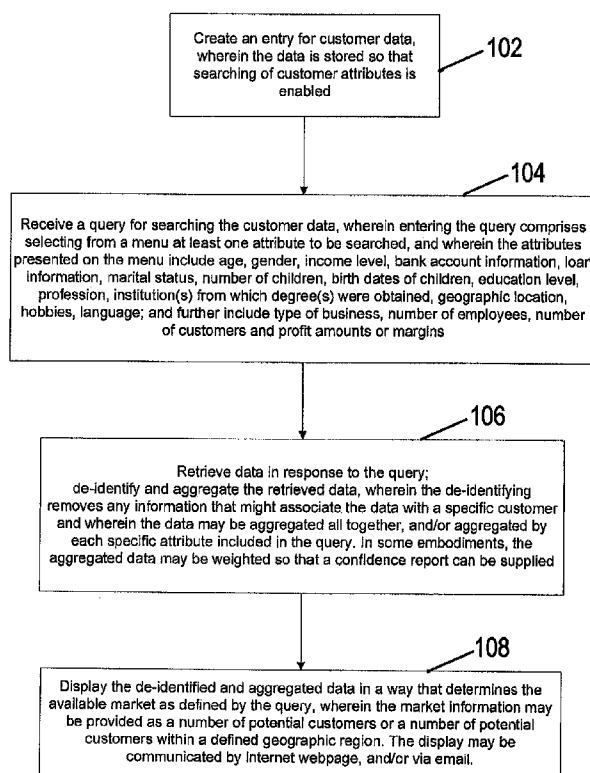 Create an entry for customer data,
wherein the data is stored so that
searching of customer attributes is
enabled
102
104
Receive a query for searching the customer data, wherein entering the query comprises
selecting from a menu at least one attribute to be searched, and wherein the attributes
presented on the menu include age, gender, income level, bank account information, loan
information, marital status, number of children, birth dates of children, education level,
profession, institution(s) from which degree(s) were obtained, geographic location,
hobbies, language; and further include type of business, number of employees, number
of customers and profit amounts or margins
106
Retrieve data in response to the query;
de-identify and aggregate the retrieved data, wherein the de-identifying
removes any information that might associate the data with a specific customer
and wherein the data may be aggregated all together, and/or aggregated by
each specific attribute included in the query. In some embodiments, the
aggregated data may be weighted so that a confidence report can be supplied
108
Display the de-identified and aggregated data in a way that determines the
available market as defined by the query, wherein the market information may
be provided as a number of potential customers or a number of potential
customers within a defined geographic region. The display may be
communicated by Internet webpage, and/or via email.